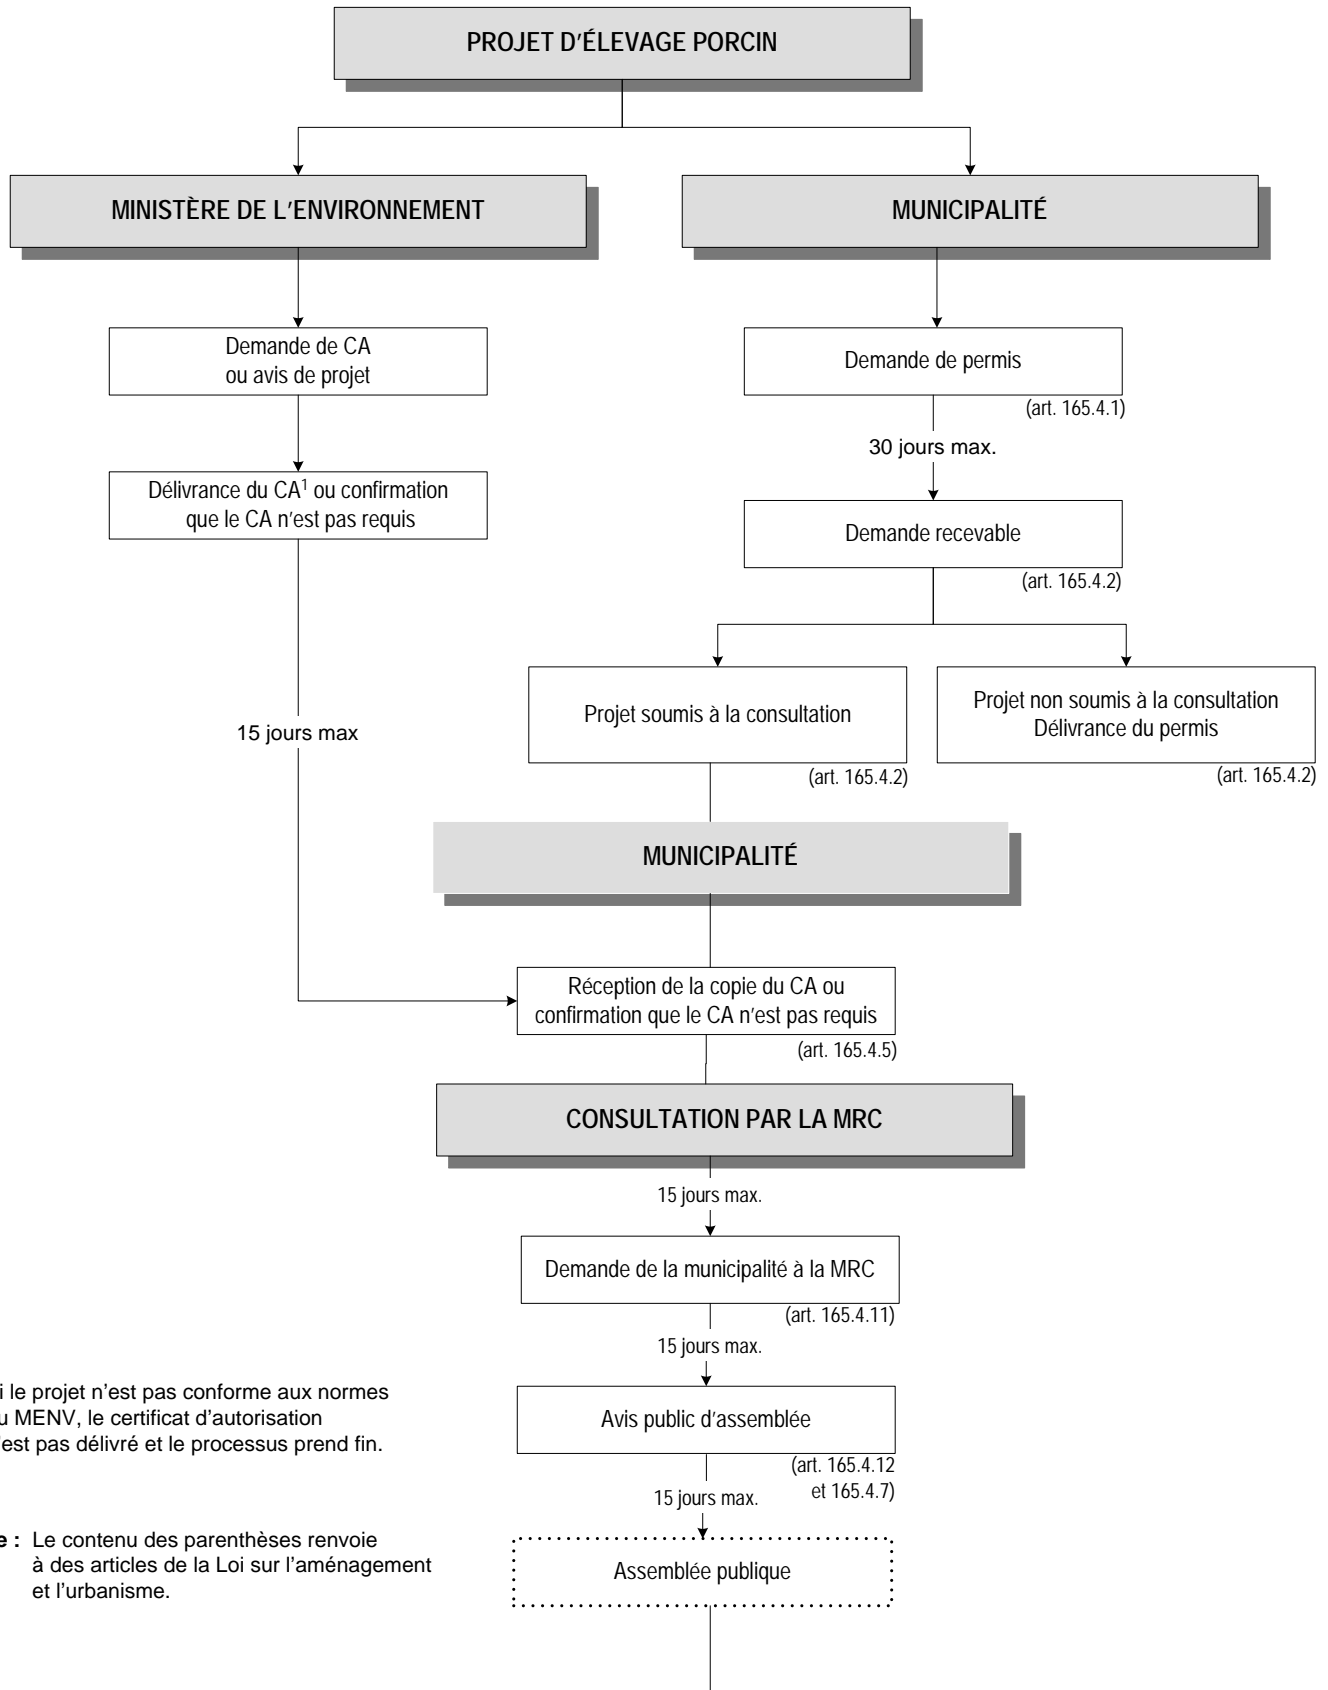 PROJET D'ÉLEVAGE PORCIN
MINISTÈRE DE L'ENVIRONNEMENT
MUNICIPALITÉ
Demande de CA
ou avis de projet
Demande de permis
(art. 165.4.1)
30 jours max.
Délivrance du CA¹ ou confirmation
que le CA n'est pas requis
Demande recevable
(art. 165.4.2)
Projet soumis à la consultation
(art. 165.4.2)
Projet non soumis à la consultation
Délivrance du permis
(art. 165.4.2)
15 jours max
MUNICIPALITÉ
Réception de la copie du CA ou
confirmation que le CA n'est pas requis
(art. 165.4.5)
CONSULTATION PAR LA MRC
15 jours max.
Demande de la municipalité à la MRC
(art. 165.4.11)
15 jours max.
Avis public d'assemblée
(art. 165.4.12
et 165.4.7)
15 jours max.
Assemblée publique
i le projet n'est pas conforme aux normes
u MENV, le certificat d'autorisation
'est pas délivré et le processus prend fin.
e : Le contenu des parenthèses renvoie
à des articles de la Loi sur l'aménagement
et l'urbanisme.